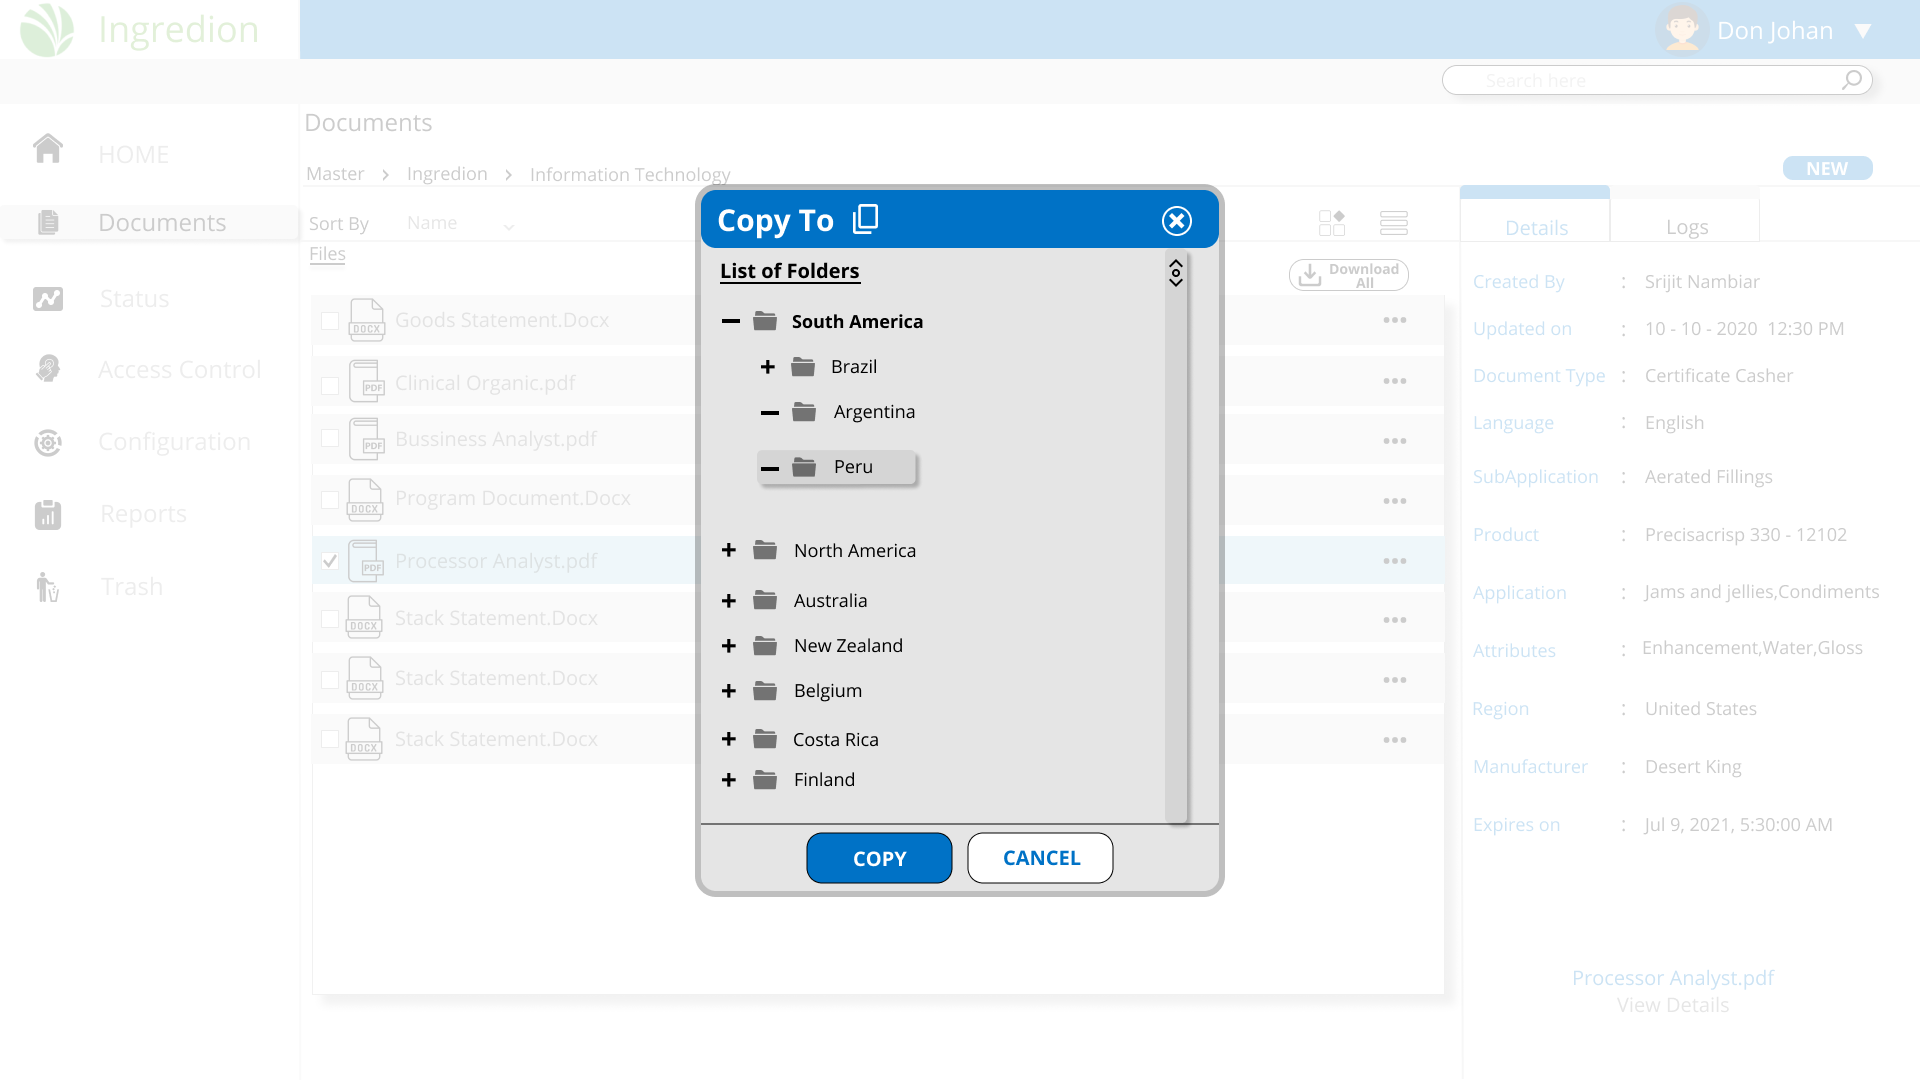 Ingredion
Don Johan
Search here
HOME
Documents
Status
Access Control
Configuration
Reports
Trash
Documents
Master > Ingredion > Information Technology
NEW
Sort By Name
Files
Download
All
Goods Statement.Docx
Clinical Organic.pdf
Bussiness Analyst.pdf
Program Document.Docx
Processor Analyst.pdf
Stack Statement.Docx
Stack Statement.Docx
Stack Statement.Docx
DOCX
PDF
PDF
DOCX
PDF
DOCX
DOCX
DOCX
Copy To
List of Folders
South America
Brazil
Argentina
Peru
North America
Australia
New Zealand
Belgium
Costa Rica
Finland
COPY CANCEL
Details Logs
Created By : Srijit Nambiar
Updated on : 10 - 10 - 2020 12:30 PM
Document Type : Certificate Casher
Language : English
SubApplication : Aerated Fillings
Product : Precisacrisp 330 - 12102
Application : Jams and jellies,Condiments
Attributes : Enhancement,Water,Gloss
Region : United States
Manufacturer : Desert King
Expires on : Jul 9, 2021, 5:30:00 AM
Processor Analyst.pdf
View Details